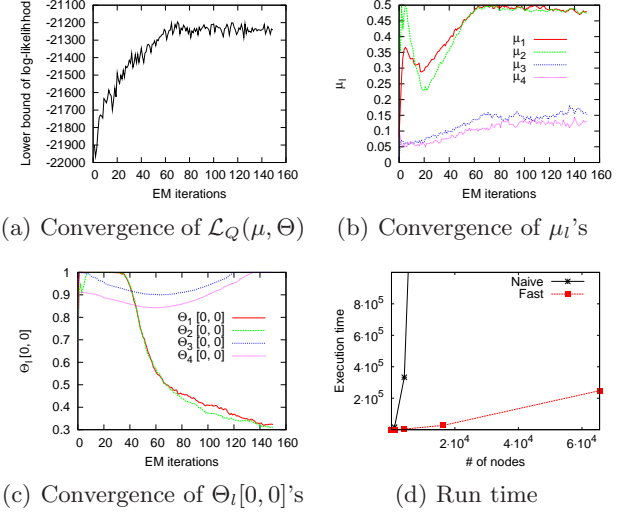 Lower bound of log-likelihhod
-21100
-21200
-21300
-21400
-21500
-21600
-21700
-21800
-21900
-22000
0 20 40 60 80 100 120 140 160
EM iterations
(a) Convergence of ℒ_Q(μ, Θ)
μ_l
0.5
0.45
0.4
0.35
0.3
0.25
0.2
0.15
0.1
0.05
0
μ_1
μ_2
μ_3
μ_4
0 20 40 60 80 100 120 140 160
EM iterations
(b) Convergence of μ_l's
Θ_l[0, 0]
1
0.9
0.8
0.7
0.6
0.5
0.4
0.3
Θ_1 [0, 0]
Θ_2 [0, 0]
Θ_3 [0, 0]
Θ_4 [0, 0]
0 20 40 60 80 100 120 140 160
EM iterations
(c) Convergence of Θ_l[0, 0]'s
Execution time
8·10^5
6·10^5
4·10^5
2·10^5
Naive
Fast
2·10^4 4·10^4 6·10^4
# of nodes
(d) Run time